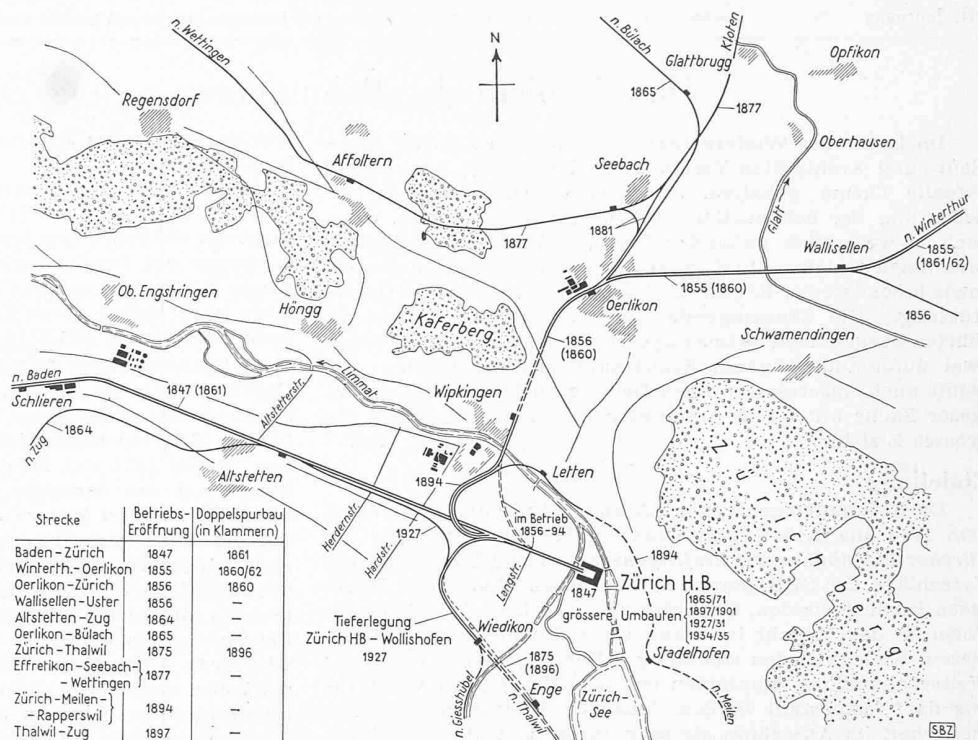 n. Wettingen
N
n. Bülach
Kloten
Glattbrugg
Opfikon
1865
1877
Regensdorf
Oberhausen
Affoltern
Seebach
Glatt
n. Winterthur
1877
1881
Wallisellen
1855
(1861/62)
1855 (1860)
Ob. Engstringen
Höngg
Käferberg
Oerlikon
1856
1856
(1860)
Schwamendingen
n. Baden
Schlieren
1847 (1861)
Altstetterstr.
Limmat
Wipkingen
1864
n. Zug
Altstetten
Letten
Zürichberg
1894
Herdernstr.
Hardstr.
1927
im Betrieb
1856-94
Langstr.
1894
1847
Zürich H.B.
grössere Umbauten
1865/71
1897/1901
1927/31
1934/35
Stadelhofen
Tieferlegung
Zürich HB - Wollishofen
1927
Wiedikon
1875
(1896)
Enge
n. Giesshübel
n. Thalwil
Zürich-
See
n. Meilen
Strecke Betriebs-Eröffnung Doppelspurbau (in Klammern)
Baden - Zürich 1847 1861
Winterth. - Oerlikon 1855 1860/62
Oerlikon - Zürich 1856 1860
Wallisellen - Uster 1856 —
Altstetten - Zug 1864 —
Oerlikon - Bülach 1865 —
Zürich - Thalwil 1875 1896
Effretikon - Seebach -
- Wettingen 1877 —
Zürich - Meilen -
- Rapperswil 1894 —
Thalwil - Zug 1897 —
SBZ